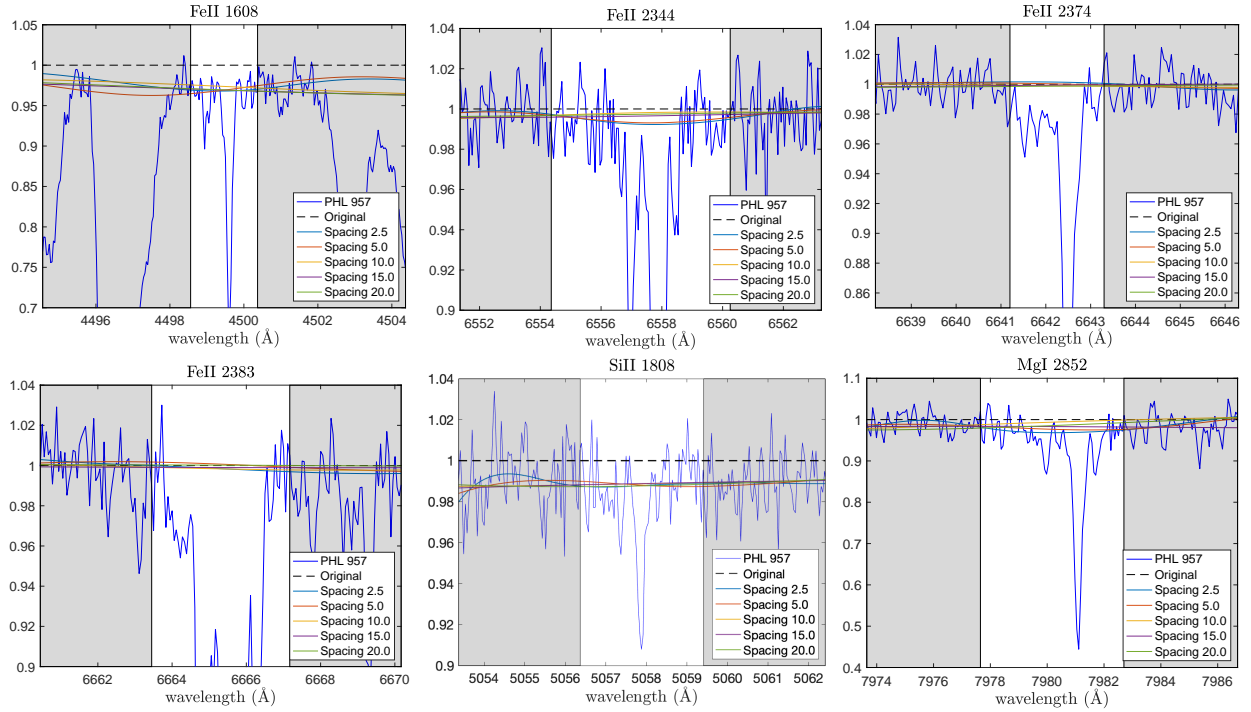 FeII 1608
1.05
1
0.95
0.9
0.85
0.8
0.75
0.7
4496 4498 4500 4502 4504
wavelength (Å)
PHL 957
Original
Spacing 2.5
Spacing 5.0
Spacing 10.0
Spacing 15.0
Spacing 20.0
FeII 2344
1.04
1.02
1
0.98
0.96
0.94
0.92
0.9
6552 6554 6556 6558 6560 6562
wavelength (Å)
PHL 957
Original
Spacing 2.5
Spacing 5.0
Spacing 10.0
Spacing 15.0
Spacing 20.0
FeII 2374
1.04
1.02
1
0.98
0.96
0.94
0.92
0.9
0.88
0.86
6639 6640 6641 6642 6643 6644 6645 6646
wavelength (Å)
PHL 957
Original
Spacing 2.5
Spacing 5.0
Spacing 10.0
Spacing 15.0
Spacing 20.0
FeII 2383
1.04
1.02
1
0.98
0.96
0.94
0.92
0.9
6662 6664 6666 6668 6670
wavelength (Å)
PHL 957
Original
Spacing 2.5
Spacing 5.0
Spacing 10.0
Spacing 15.0
Spacing 20.0
SiII 1808
1.04
1.02
1
0.98
0.96
0.94
0.92
0.9
5054 5055 5056 5057 5058 5059 5060 5061 5062
wavelength (Å)
PHL 957
Original
Spacing 2.5
Spacing 5.0
Spacing 10.0
Spacing 15.0
Spacing 20.0
MgI 2852
1.1
1
0.9
0.8
0.7
0.6
0.5
0.4
7974 7976 7978 7980 7982 7984 7986
wavelength (Å)
PHL 957
Original
Spacing 2.5
Spacing 5.0
Spacing 10.0
Spacing 15.0
Spacing 20.0